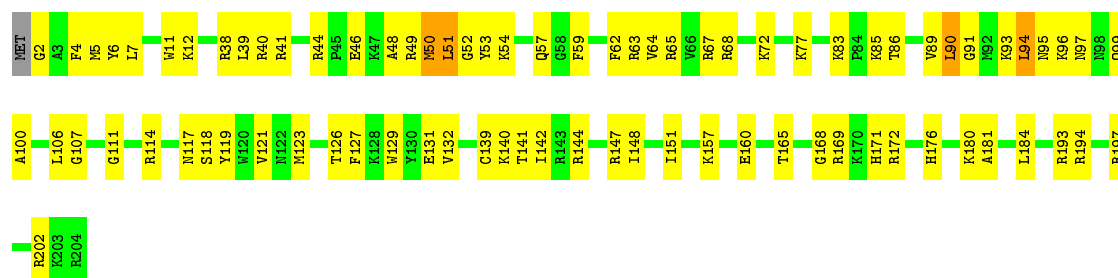 MET G2 A3 F4 M5 Y6 L7 W11 K12 R38 L39 R40 R41 R44 P45 E46 K47 A48 R49 M50 L51 G52 Y53 K54 Q57 G58 F59 F62 R63 V64 R65 V66 R67 R68 K72 K77 K83 P84 K85 T86 V89 L90 G91 M92 K93 L94 N95 K96 N97 N98
A100 L106 G107 G111 R114 N117 S118 Y119 W120 V121 N122 M123 T126 F127 K128 W129 Y130 E131 V132 C139 K140 T141 I142 R143 R144 R147 I148 I151 K157 E160 T165 G168 R169 K170 H171 R172 H176 K180 A181 L184 R193 R194
R202 K203 R204